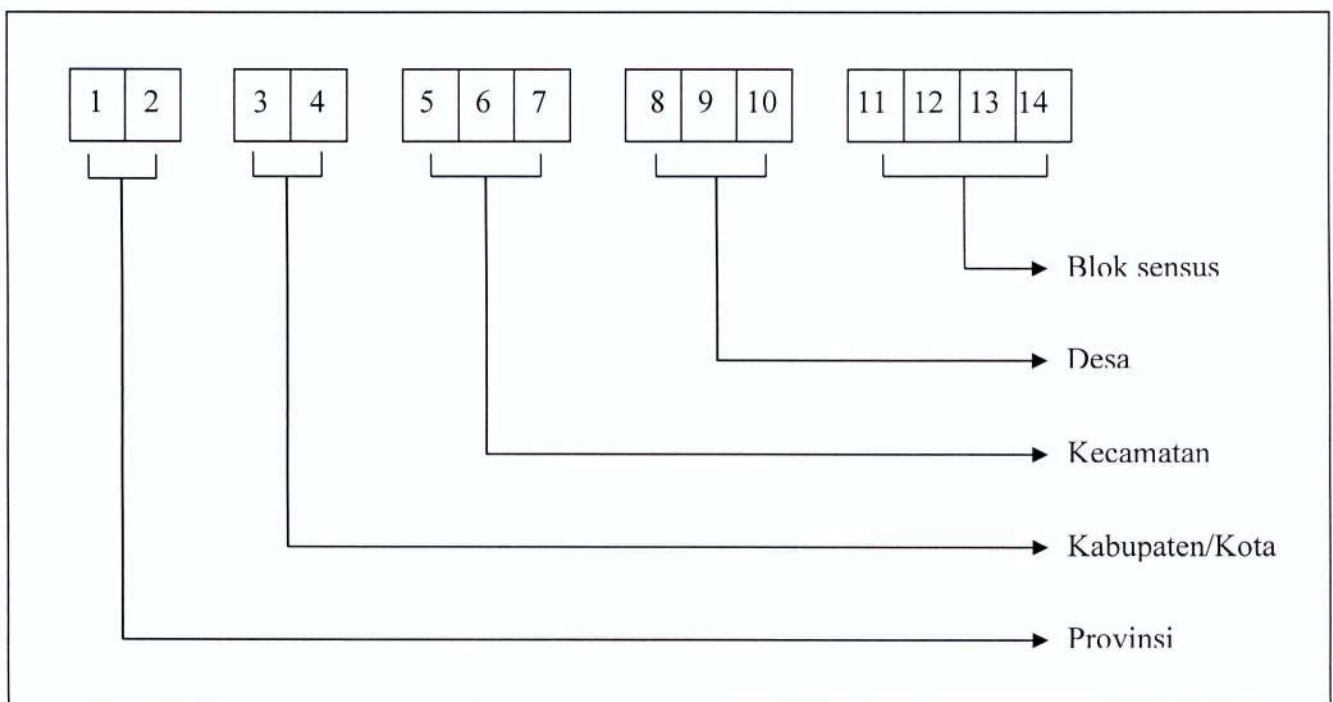 1 2 3 4 5 6 7 8 9 10 11 12 13 14
Blok sensus
Desa
Kecamatan
Kabupaten/Kota
Provinsi